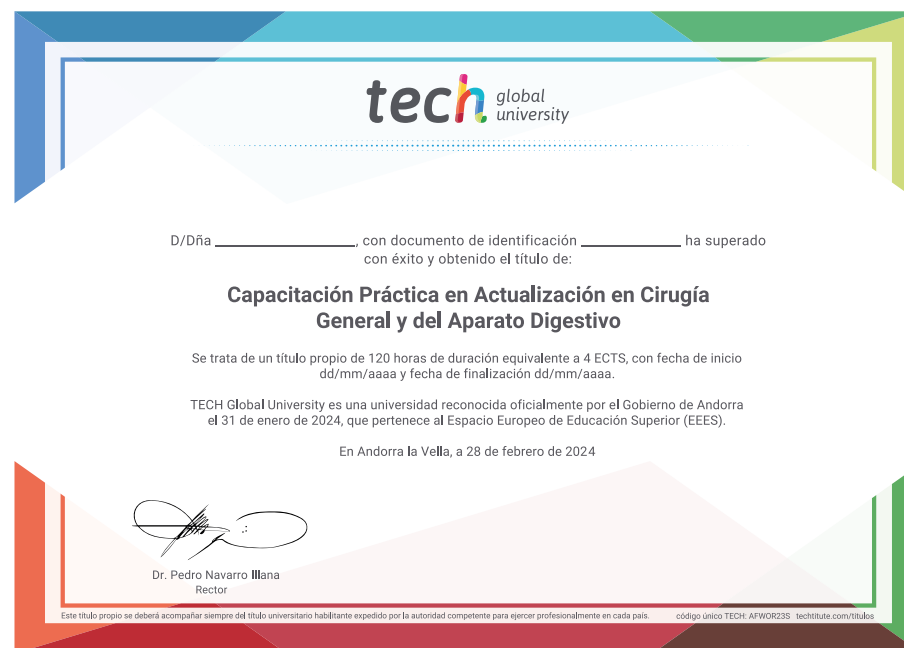 tech global
university
D/Dña ____________________, con documento de identificación ______________ ha superado
con éxito y obtenido el título de:
Capacitación Práctica en Actualización en Cirugía
General y del Aparato Digestivo
Se trata de un título propio de 120 horas de duración equivalente a 4 ECTS, con fecha de inicio
dd/mm/aaaa y fecha de finalización dd/mm/aaaa.
TECH Global University es una universidad reconocida oficialmente por el Gobierno de Andorra
el 31 de enero de 2024, que pertenece al Espacio Europeo de Educación Superior (EEES).
En Andorra la Vella, a 28 de febrero de 2024
Dr. Pedro Navarro Illana
Rector
Este título propio se deberá acompañar siempre del título universitario habilitante expedido por la autoridad competente para ejercer profesionalmente en cada país. código único TECH: AFWOR23S techtitute.com/titulos